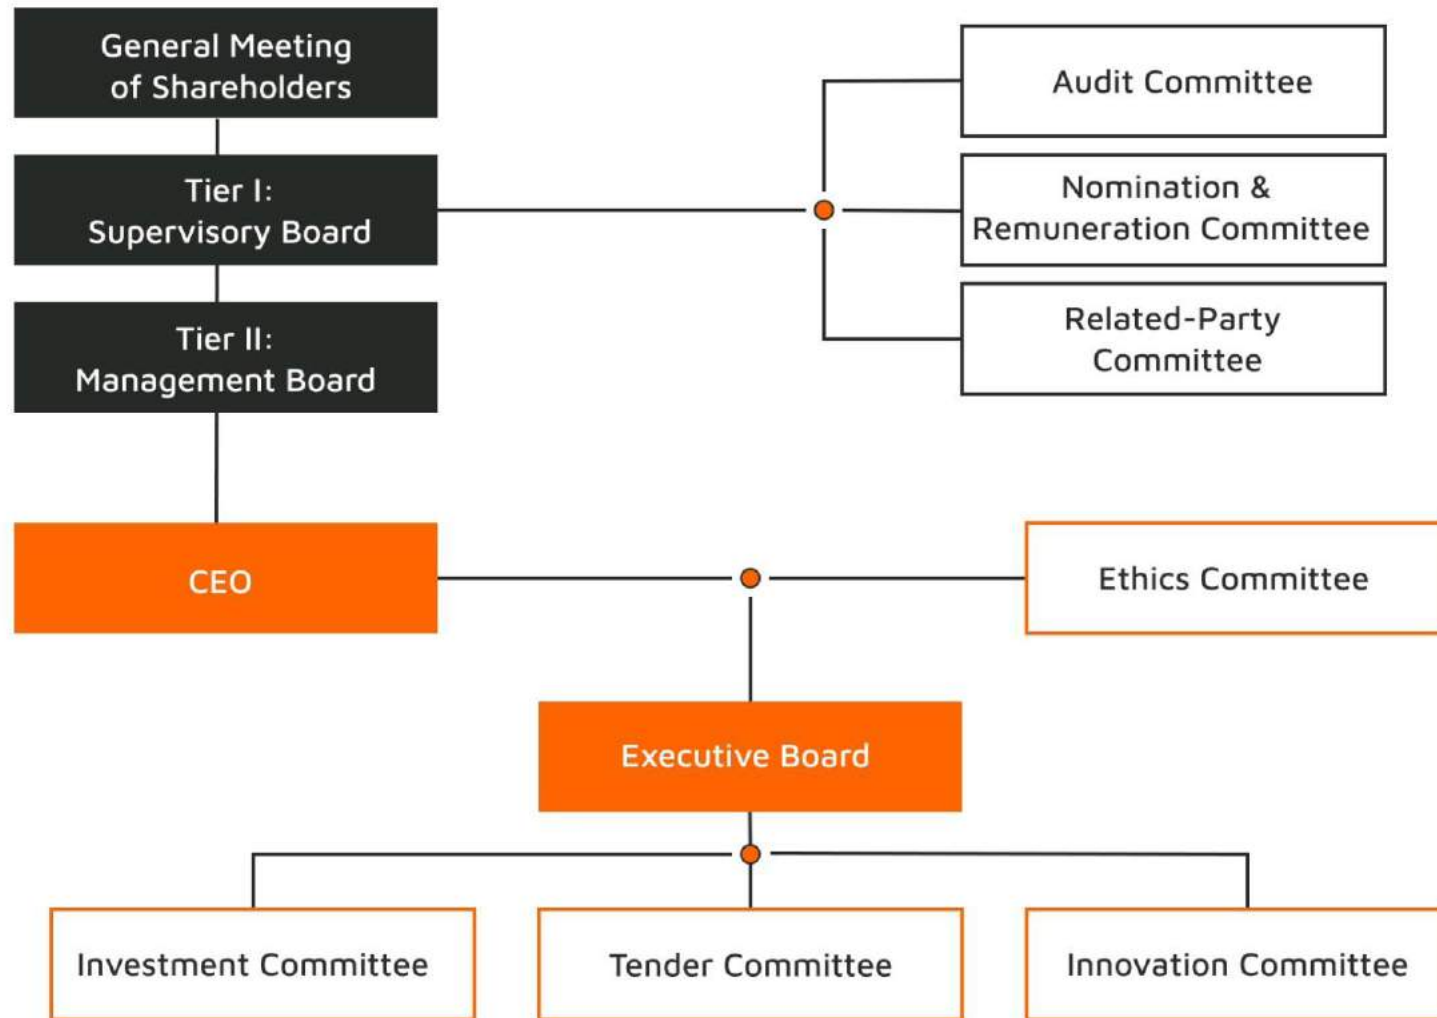 General Meeting
of Shareholders
Audit Committee
Tier I:
Supervisory Board
Nomination &
Remuneration Committee
Tier II:
Management Board
Related-Party
Committee
CEO
Ethics Committee
Executive Board
Investment Committee
Tender Committee
Innovation Committee